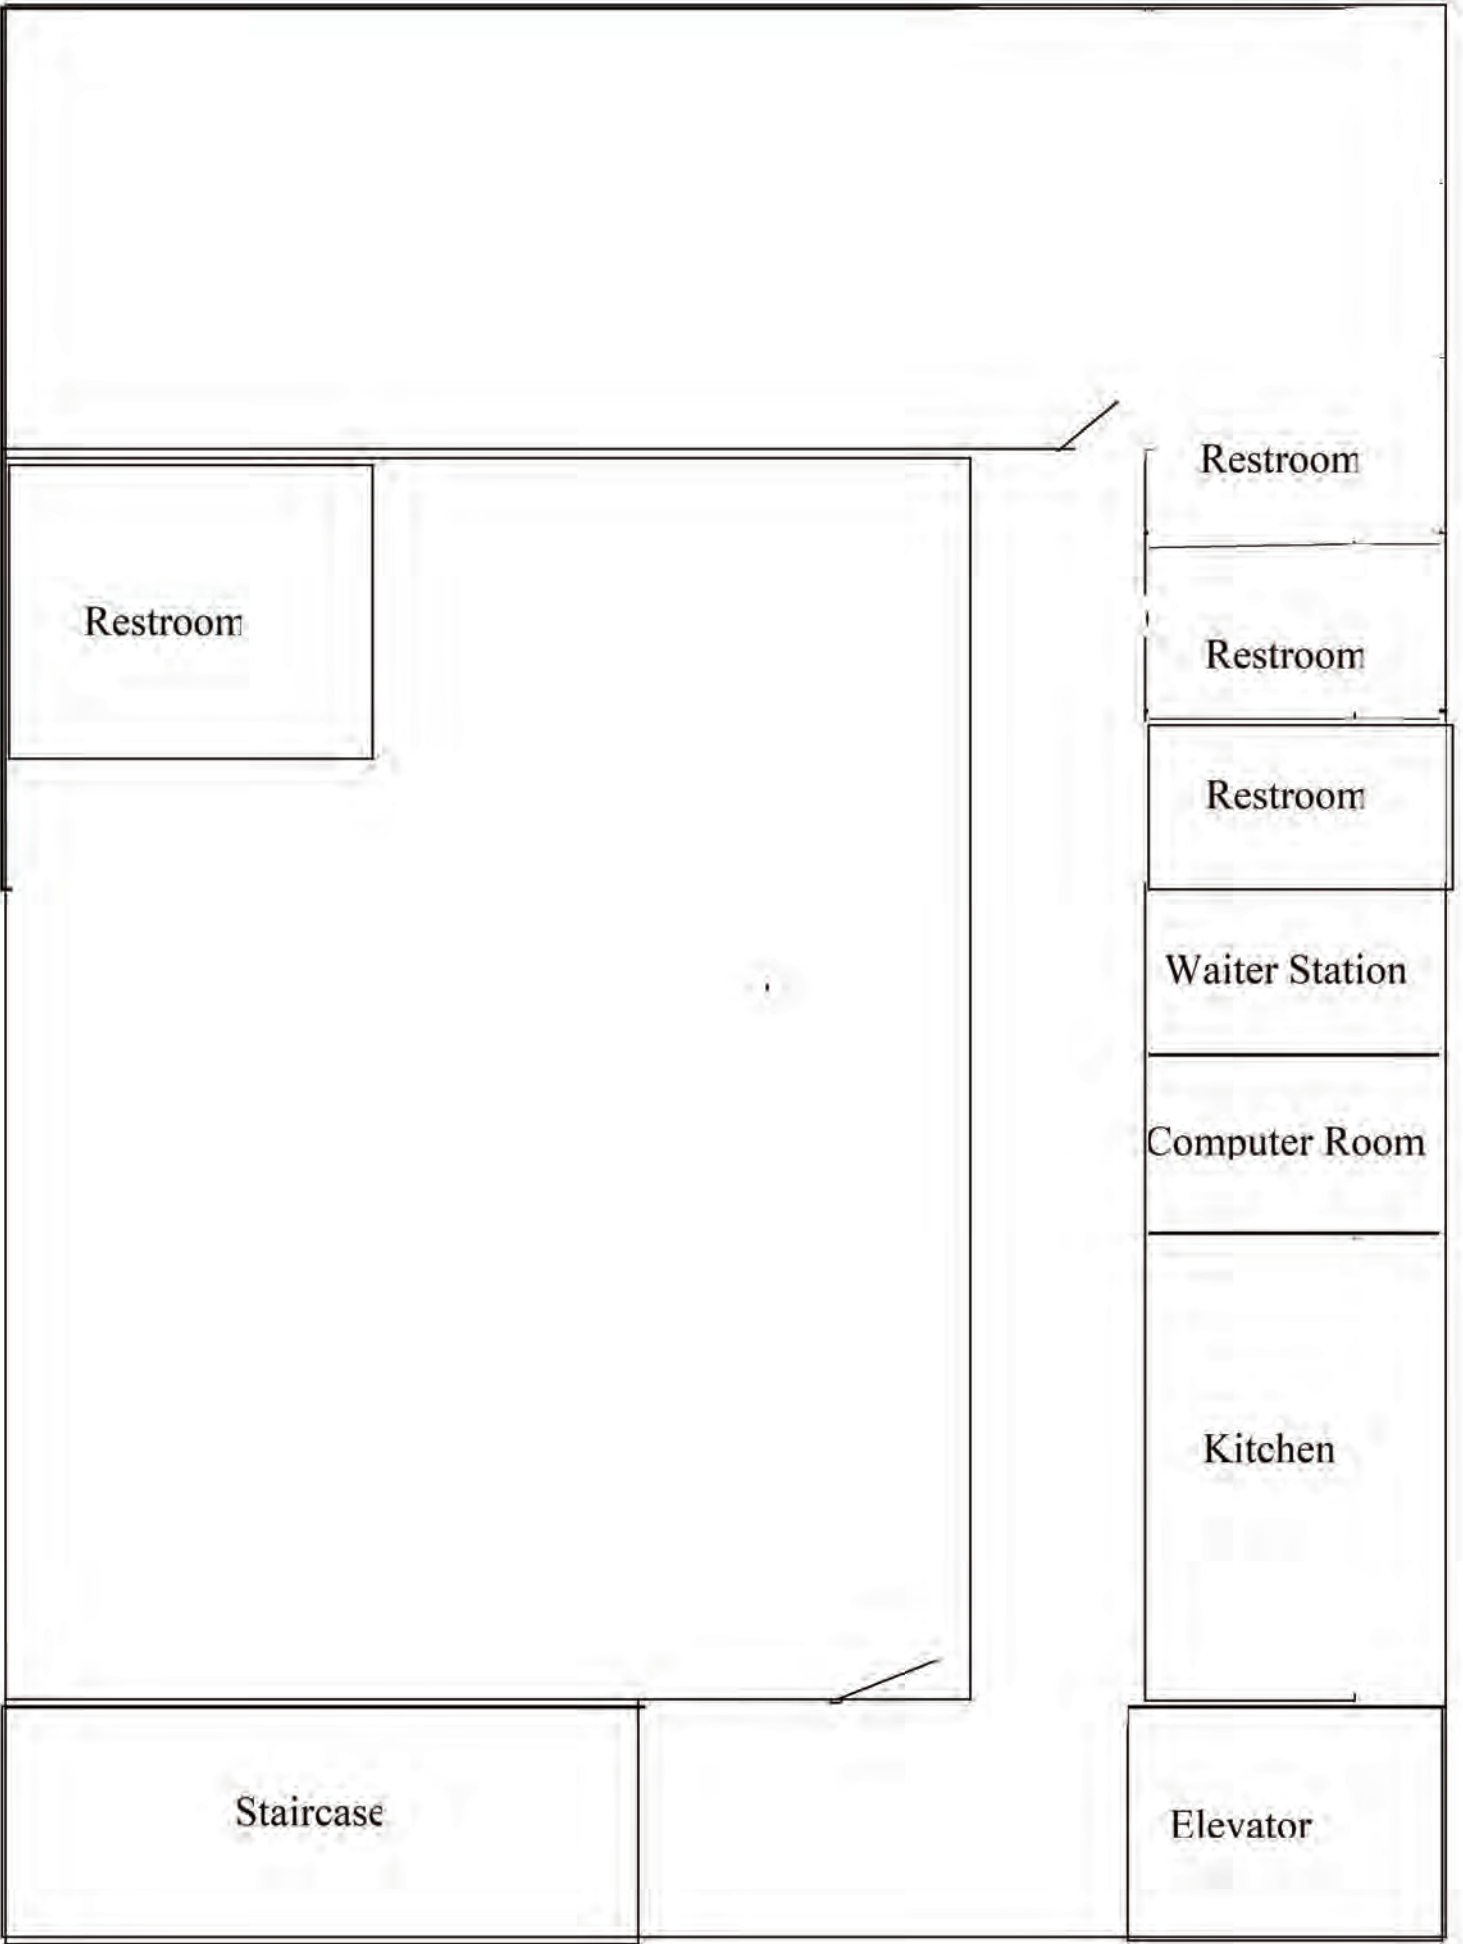 Restroom
Restroom
Restroom
Restroom
Waiter Station
Computer Room
Kitchen
Staircase
Elevator